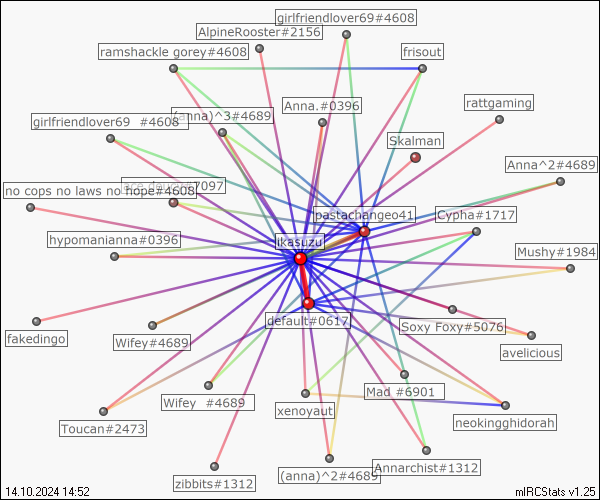 girlfriendlover69#4608
AlpineRooster#2156
ramshackle gorey#4608
frisout
rattgaming
Anna.#0396
(anna)^3#4689
girlfriendlover69 #4608
Skalman
Anna^2#4689
no cops no laws no hope#4608
pastachangeo41
Cypha#1717
hypomanianna#0396
ikasuzu
Mushy#1984
default#0617
fakedingo
Wifey#4689
Soxy Foxy#5076
avelicious
Mad #6901
Wifey #4689
xenoyaut
neokingghidorah
Toucan#2473
Annarchist#1312
zibbits#1312
(anna)^2#4689
14.10.2024 14:52
mIRCStats v1.25